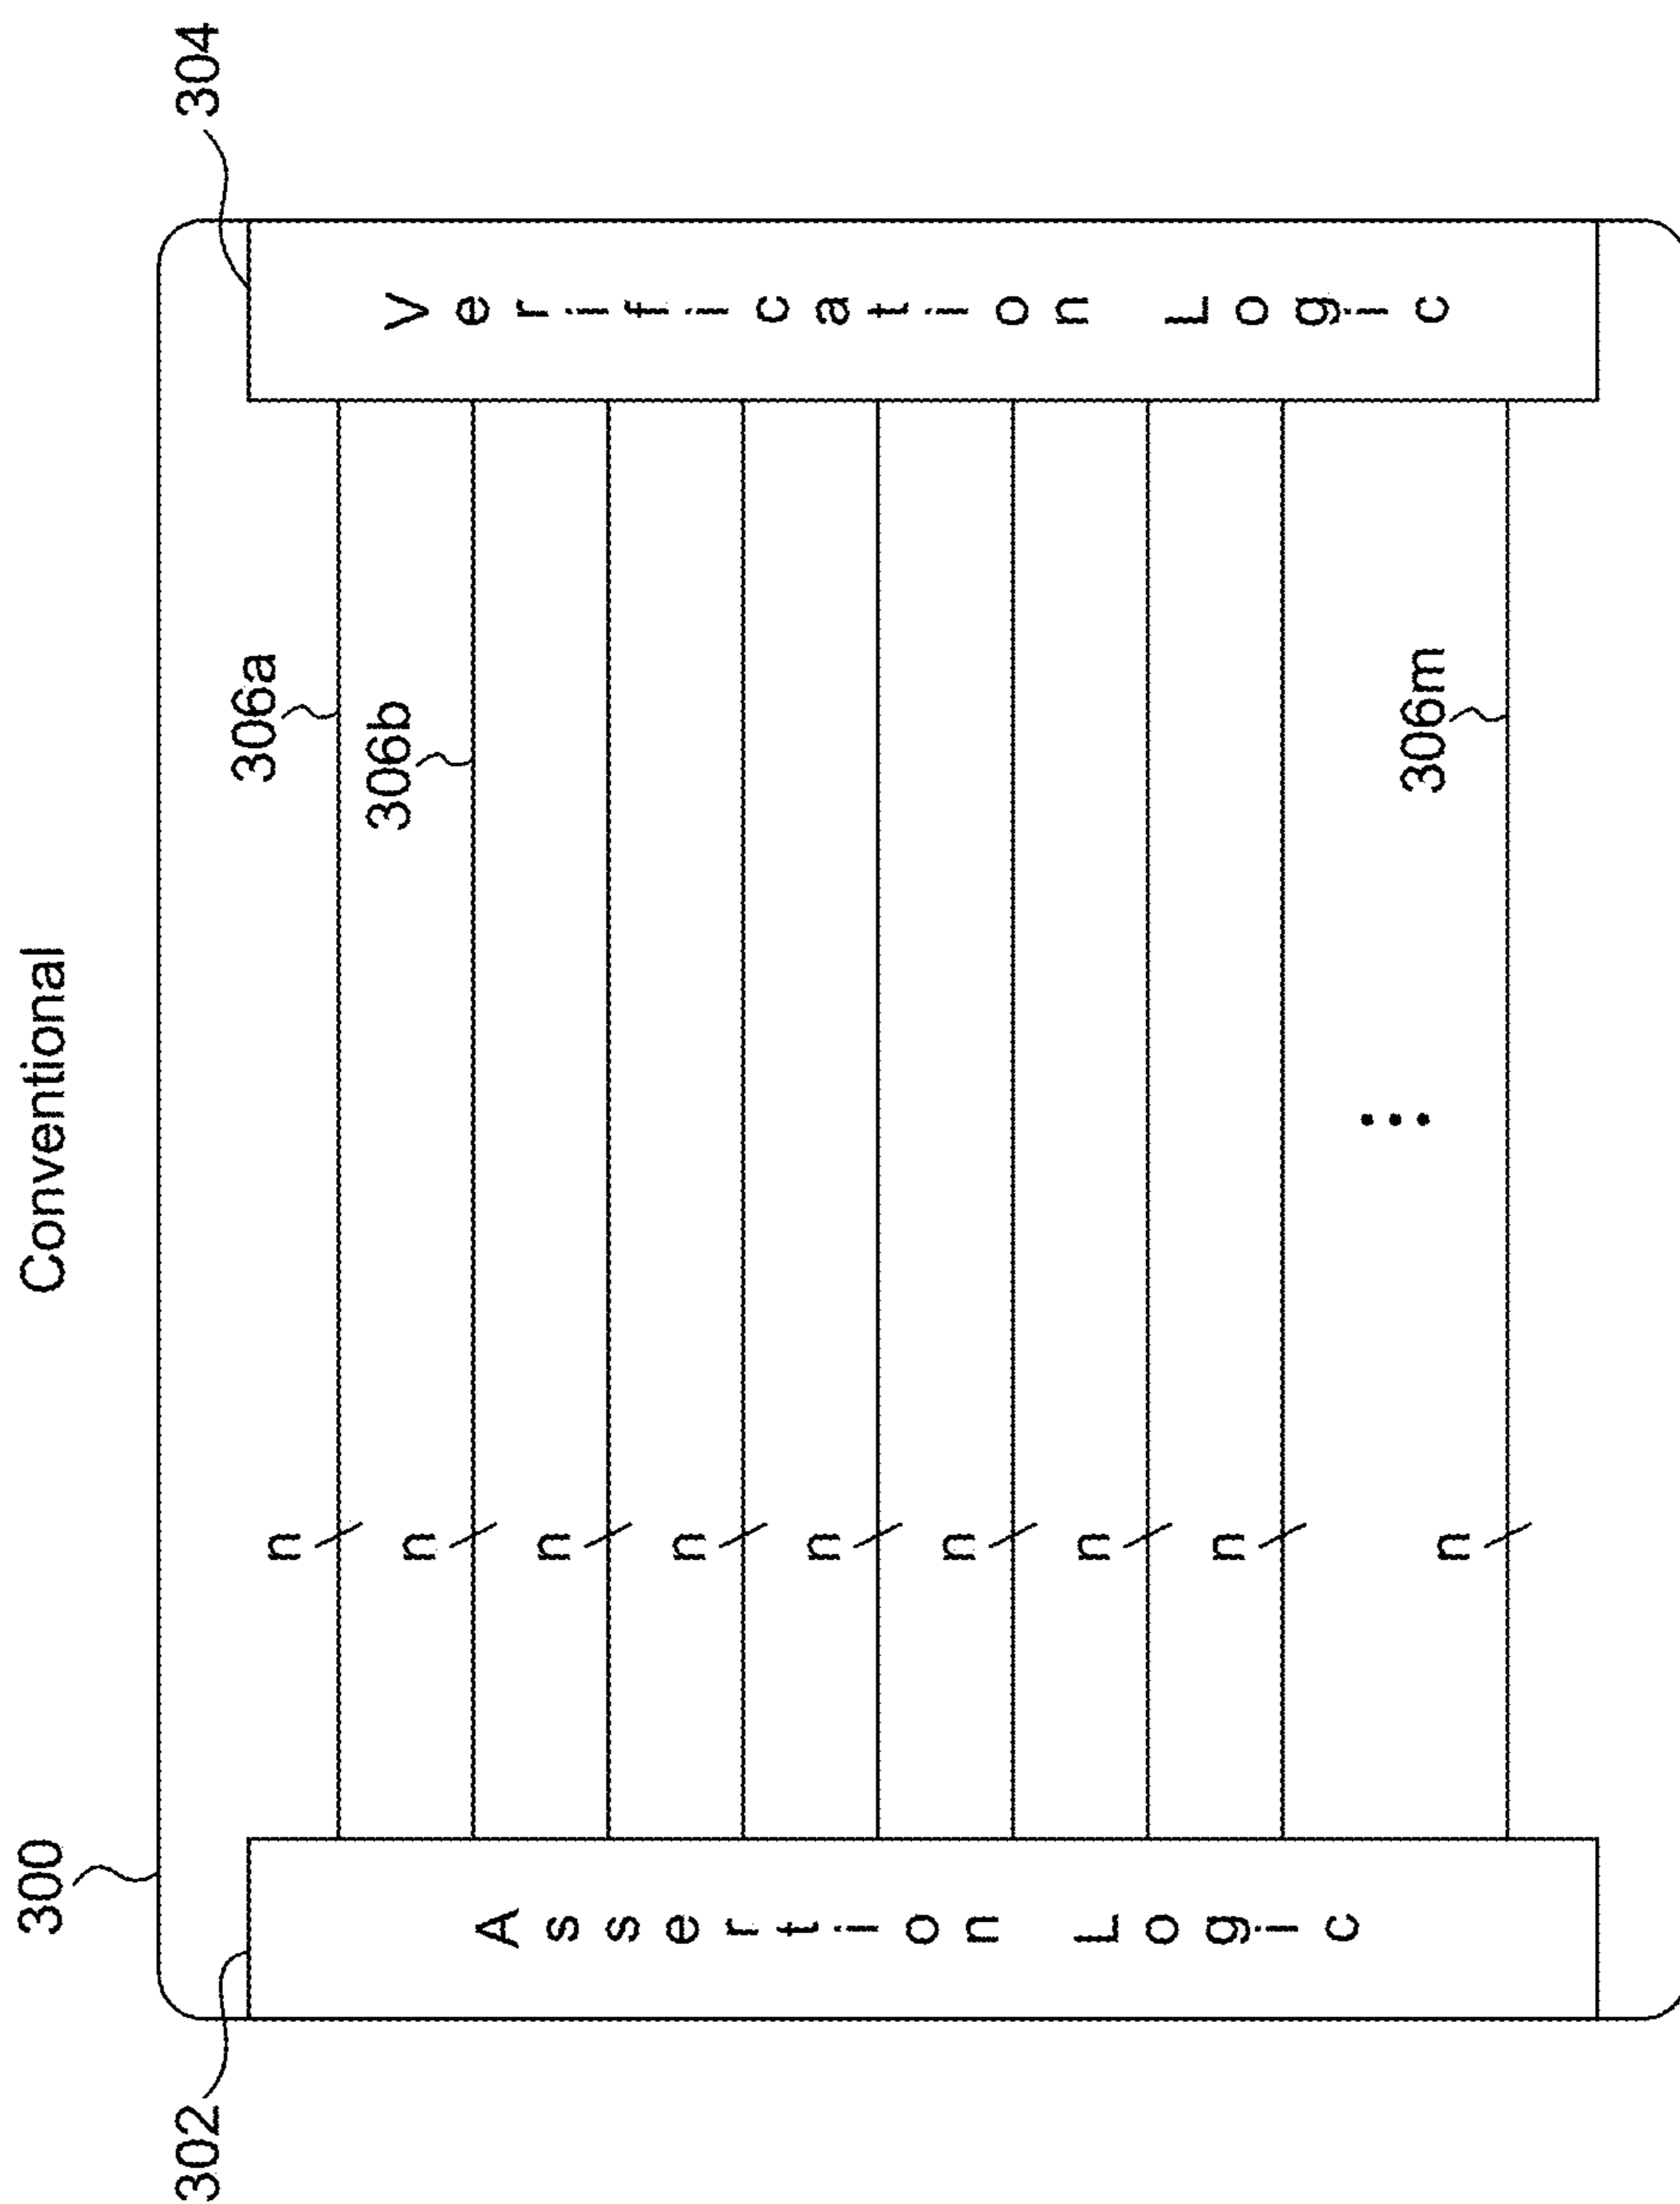 Conventional
300
302
304
306a
n
306b
n
n
n
n
n
n
n
306m
n
Assertion Logic
Verification Logic